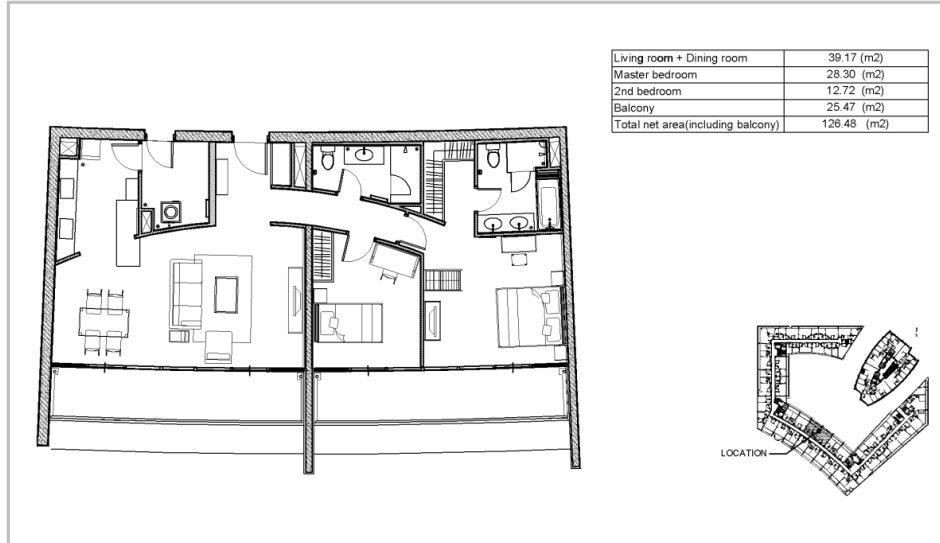 Living room + Dining room 39.17 (m2)
Master bedroom 28.30 (m2)
2nd bedroom 12.72 (m2)
Balcony 25.47 (m2)
Total net area(including balcony) 126.48 (m2)
LOCATION